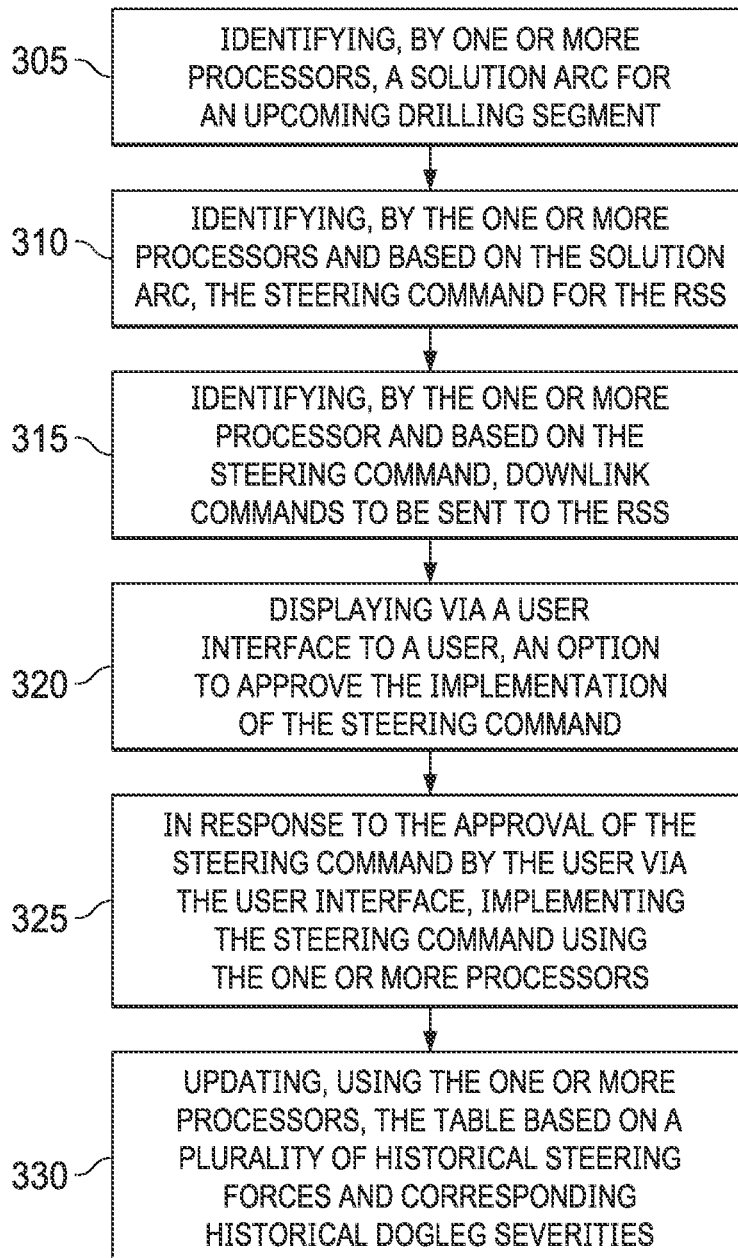 305
IDENTIFYING, BY ONE OR MORE
PROCESSORS, A SOLUTION ARC FOR
AN UPCOMING DRILLING SEGMENT
310
IDENTIFYING, BY THE ONE OR MORE
PROCESSORS AND BASED ON THE SOLUTION
ARC, THE STEERING COMMAND FOR THE RSS
315
IDENTIFYING, BY THE ONE OR MORE
PROCESSOR AND BASED ON THE
STEERING COMMAND, DOWNLINK
COMMANDS TO BE SENT TO THE RSS
320
DISPLAYING VIA A USER
INTERFACE TO A USER, AN OPTION
TO APPROVE THE IMPLEMENTATION
OF THE STEERING COMMAND
325
IN RESPONSE TO THE APPROVAL OF THE
STEERING COMMAND BY THE USER VIA
THE USER INTERFACE, IMPLEMENTING
THE STEERING COMMAND USING
THE ONE OR MORE PROCESSORS
330
UPDATING, USING THE ONE OR MORE
PROCESSORS, THE TABLE BASED ON A
PLURALITY OF HISTORICAL STEERING
FORCES AND CORRESPONDING
HISTORICAL DOGLEG SEVERITIES